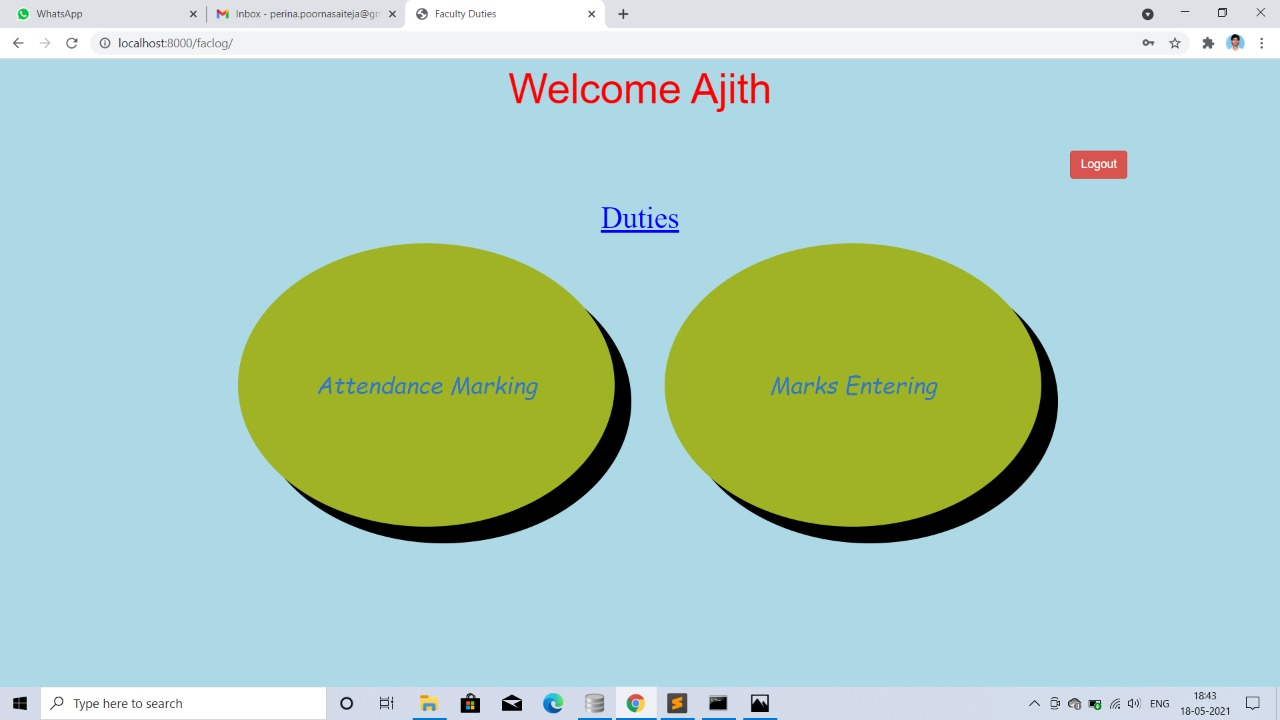 WhatsApp
Inbox - perina.poornasaiteja@gr
Faculty Duties
localhost:8000/faclog/
Welcome Ajith
Logout
Duties
Attendance Marking
Marks Entering
Type here to search
ENG
18:43
18-05-2021